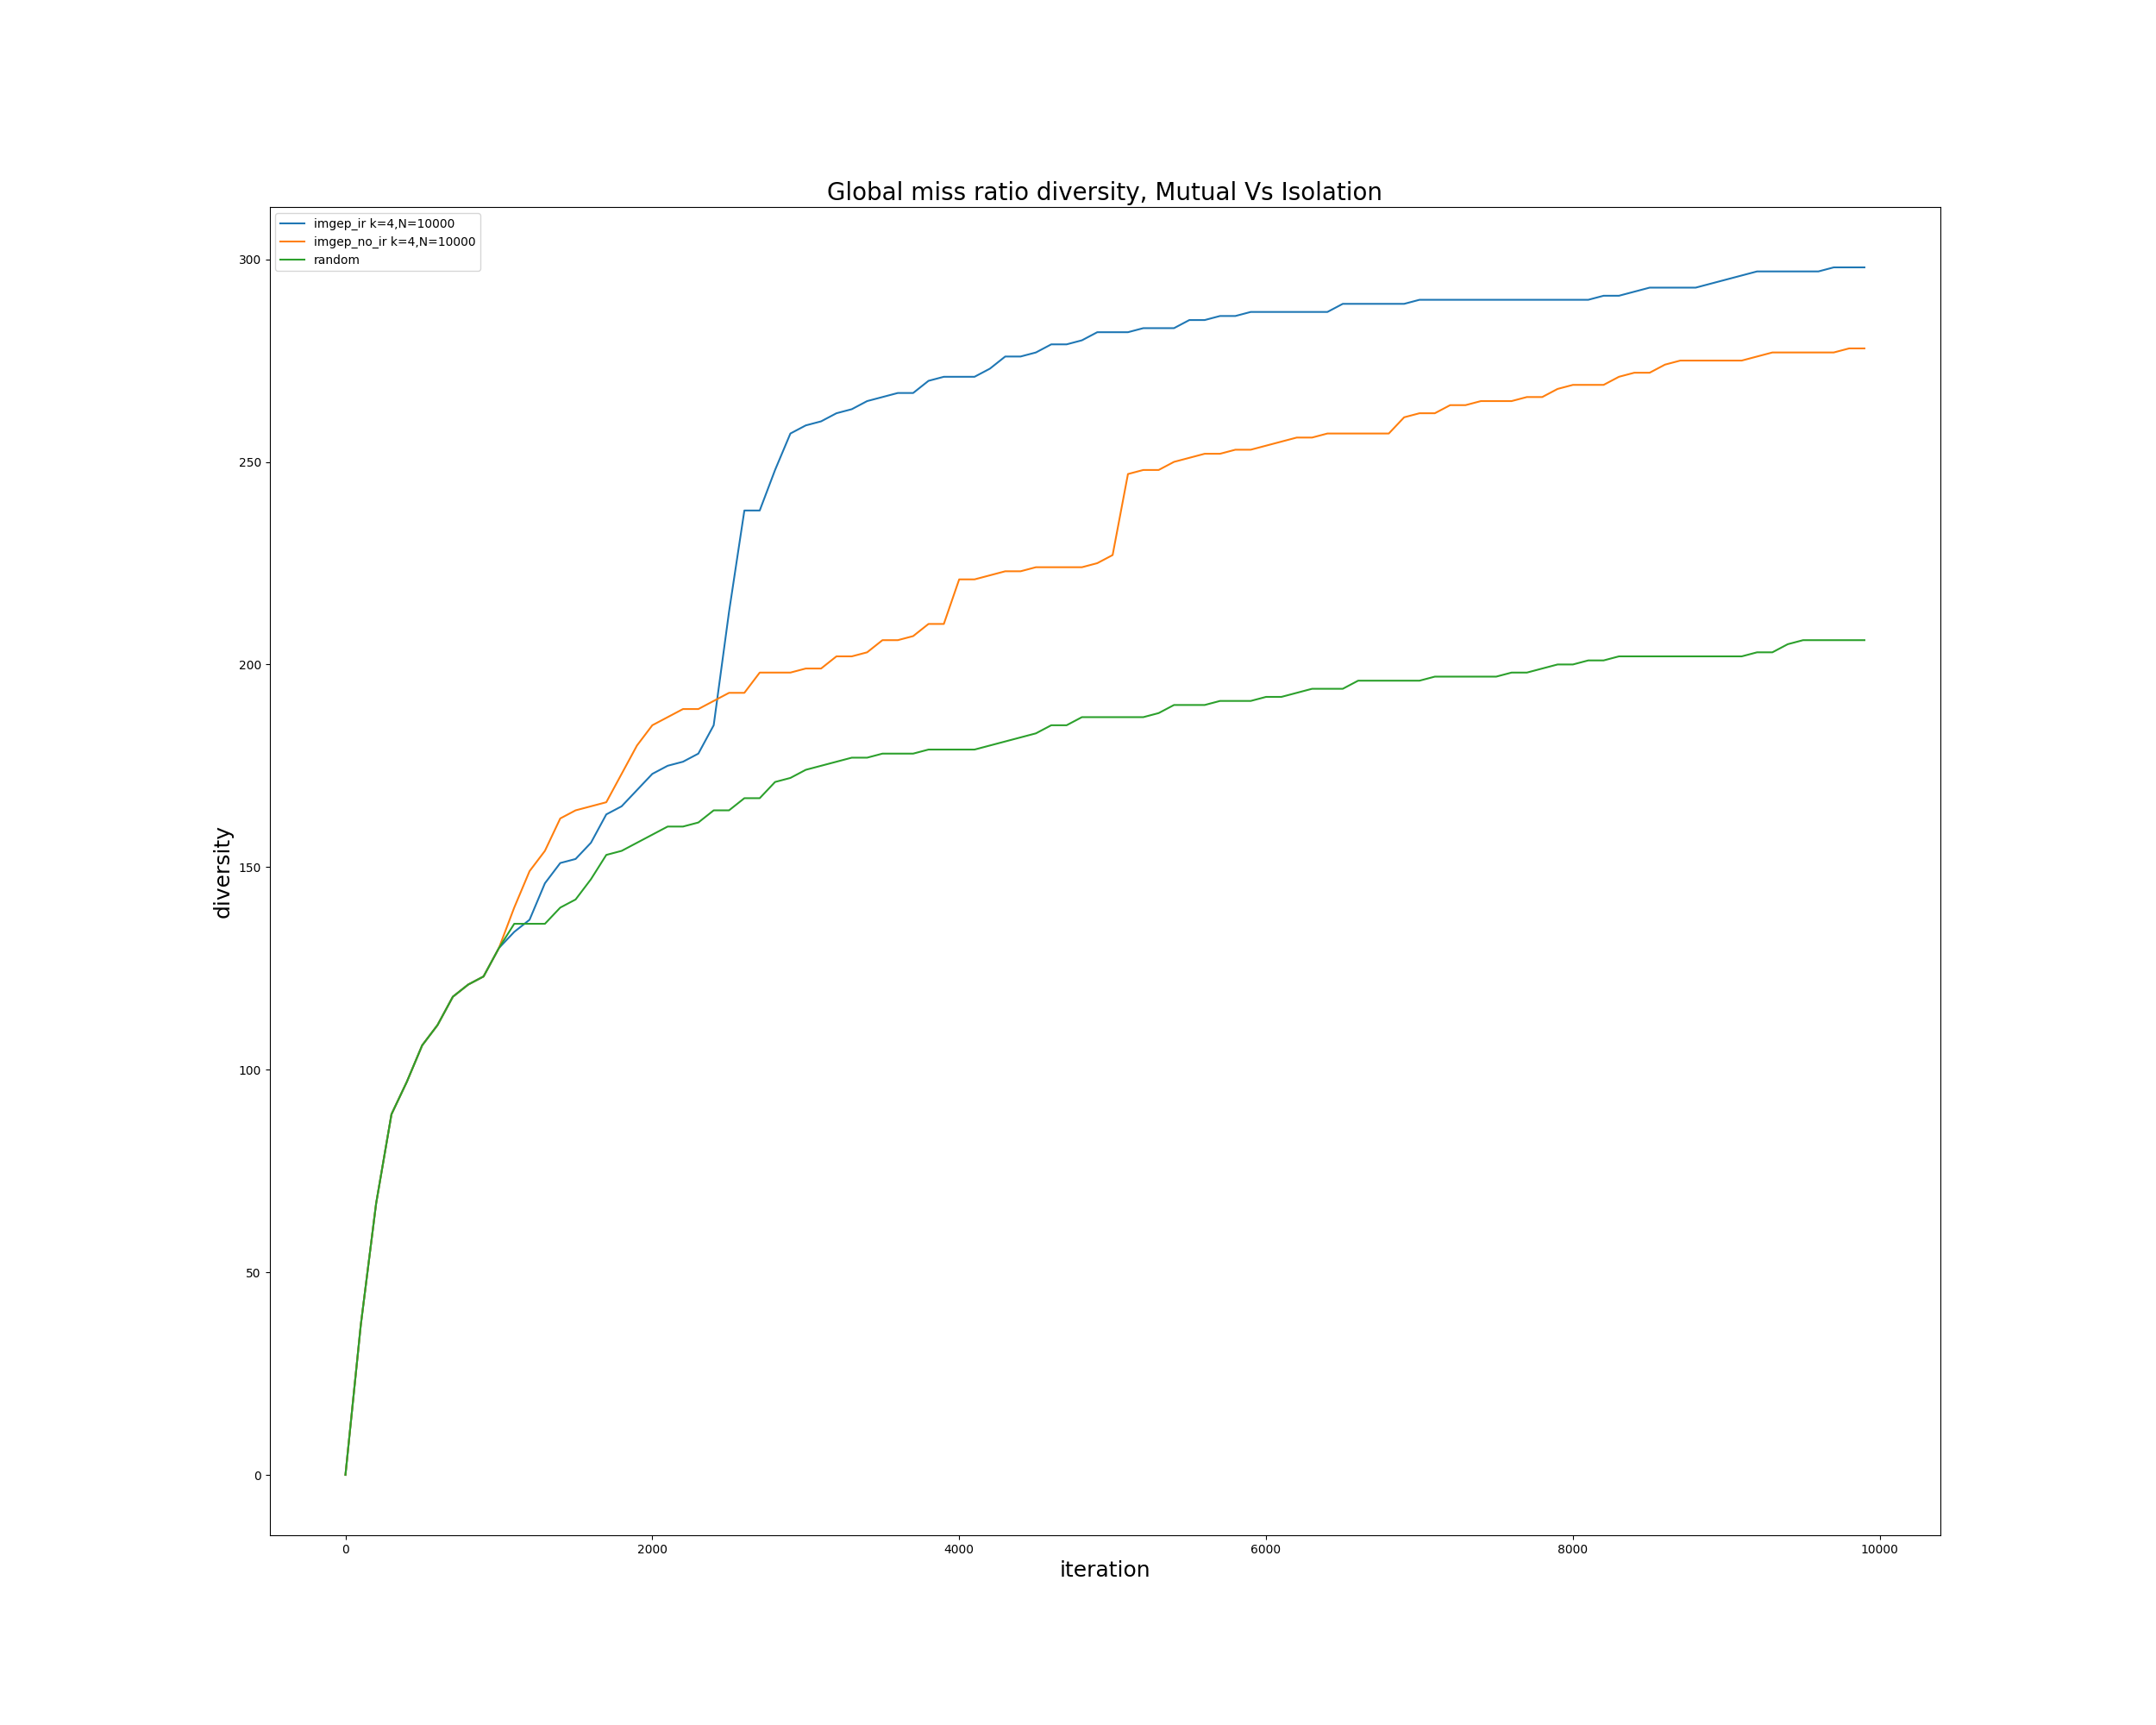 Global miss ratio diversity, Mutual Vs Isolation
imgep_ir k=4,N=10000
imgep_no_ir k=4,N=10000
random
300
250
200
150
100
50
0
diversity
0 2000 4000 6000 8000 10000
iteration